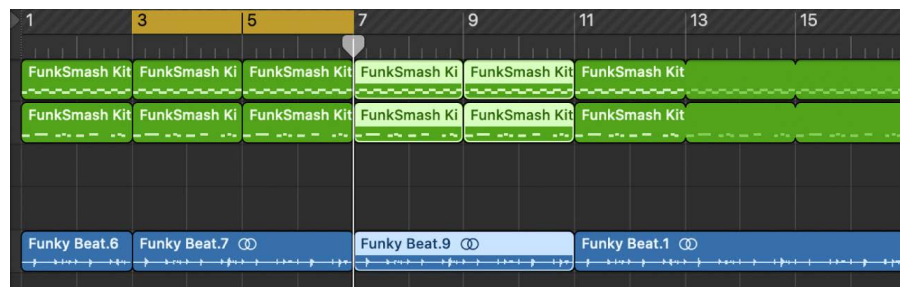 1 3 5 7 9 11 13 15
FunkSmash Kit FunkSmash Ki FunkSmash Kit FunkSmash Ki FunkSmash Kit FunkSmash Kit
FunkSmash Kit FunkSmash Ki FunkSmash Kit FunkSmash Ki FunkSmash Kit FunkSmash Kit
Funky Beat.6 Funky Beat.7 Funky Beat.9 Funky Beat.1